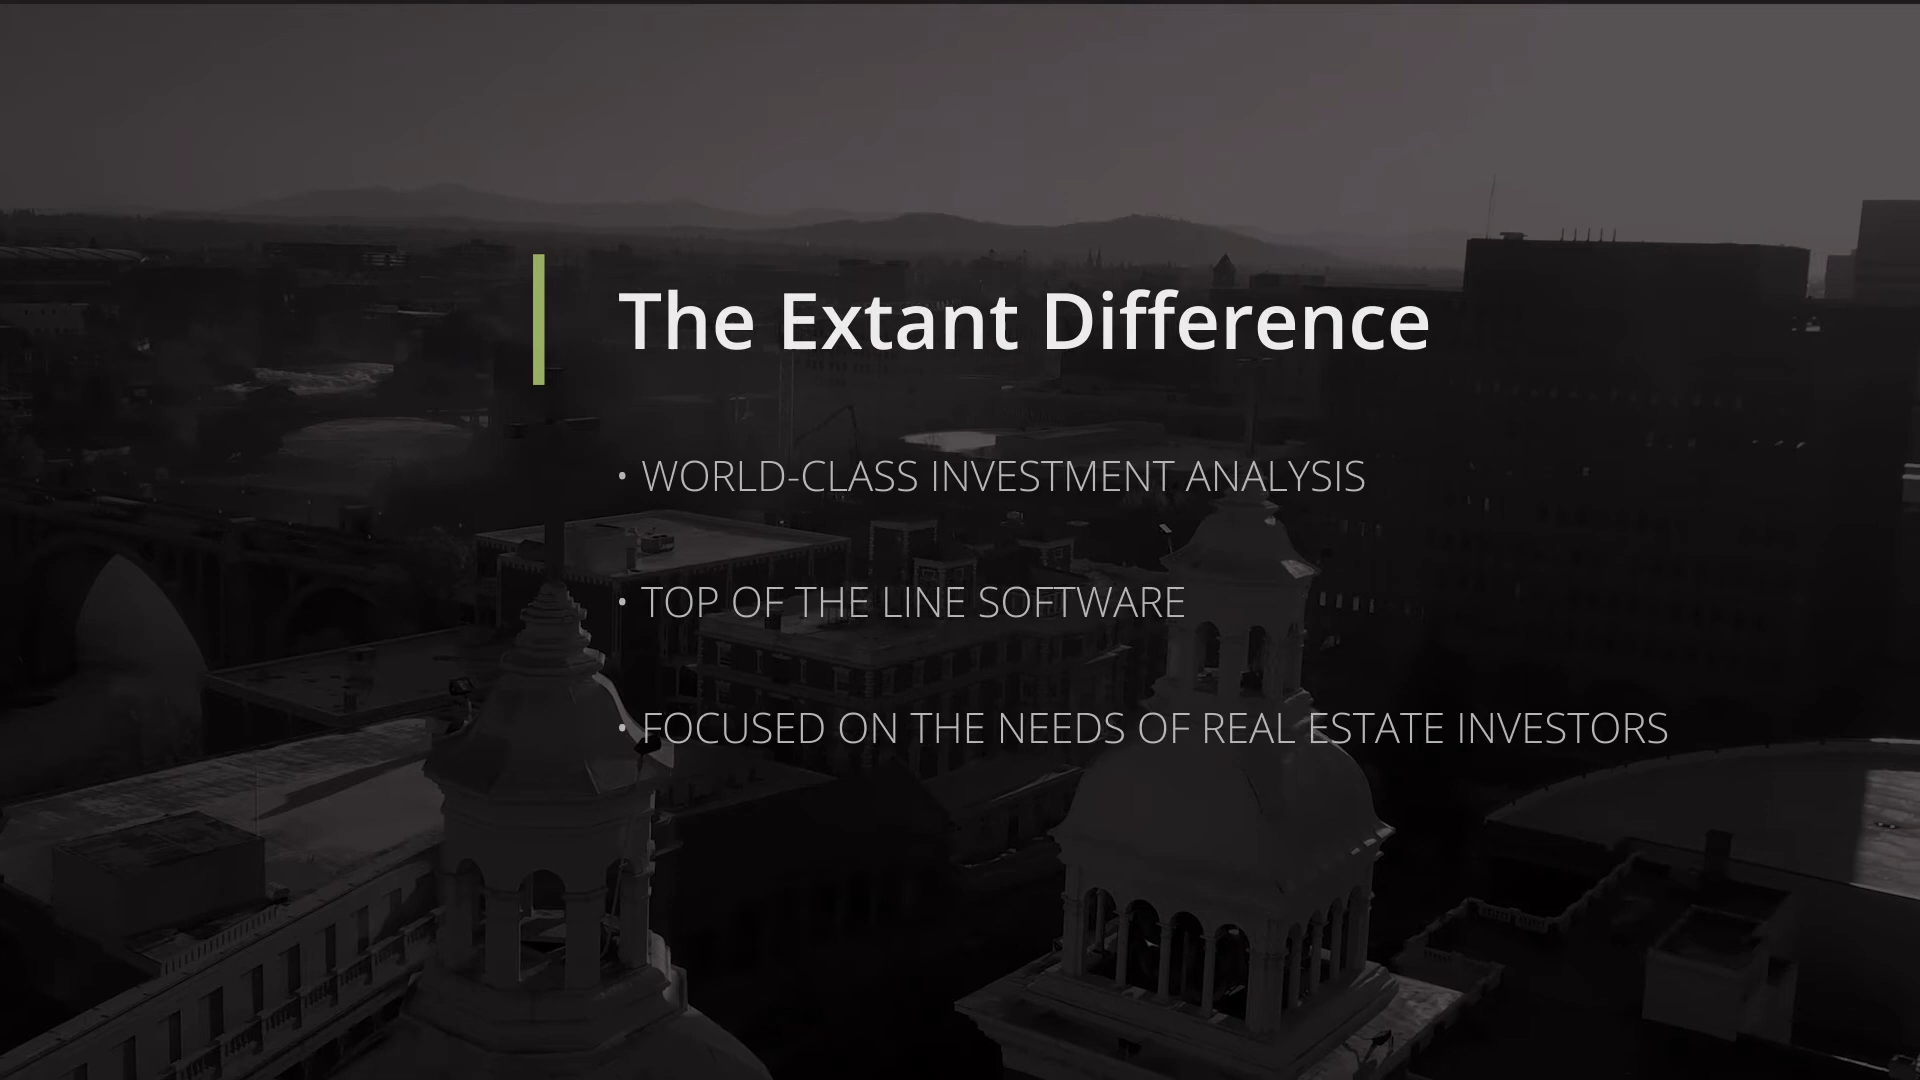 The Extant Difference
• WORLD-CLASS INVESTMENT ANALYSIS
• TOP OF THE LINE SOFTWARE
• FOCUSED ON THE NEEDS OF REAL ESTATE INVESTORS